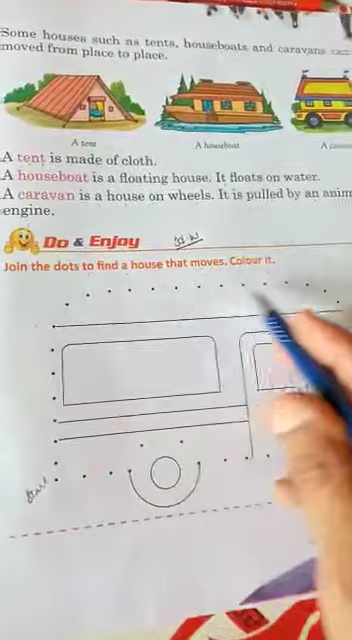 Some houses such as tents, houseboats and caravans can
moved from place to place.
A tent
A houseboat
A
A tent is made of cloth.
A houseboat is a floating house. It floats on water.
A caravan is a house on wheels. It is pulled by an anim
engine.
Do & Enjoy
Join the dots to find a house that moves. Colour it.
Start